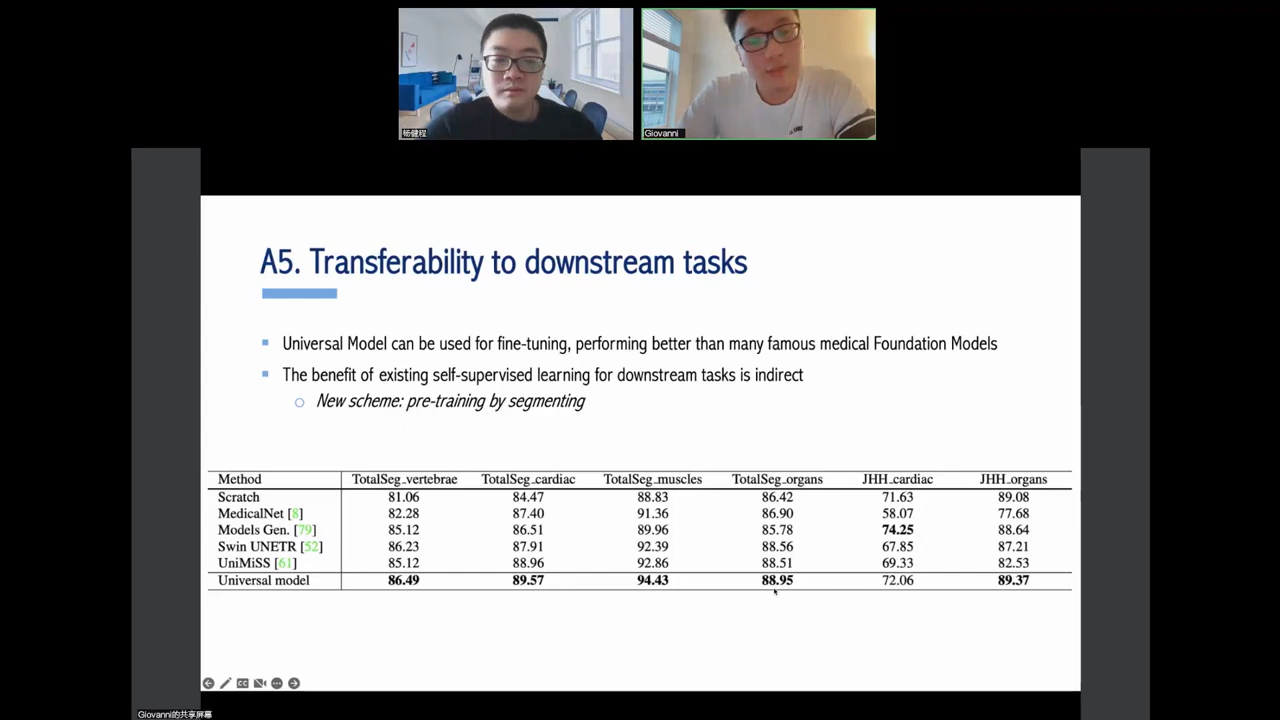 杨健程
Giovanni
A5. Transferability to downstream tasks
Universal Model can be used for fine-tuning, performing better than many famous medical Foundation Models
The benefit of existing self-supervised learning for downstream tasks is indirect
New scheme: pre-training by segmenting
Method TotalSeg_vertebrae TotalSeg_cardiac TotalSeg_muscles TotalSeg_organs JHH_cardiac JHH_organs
Scratch 81.06 84.47 88.83 86.42 71.63 89.08
MedicalNet [8] 82.28 87.40 91.36 86.90 58.07 77.68
Models Gen. [79] 85.12 86.51 89.96 85.78 74.25 88.64
Swin UNETR [52] 86.23 87.91 92.39 88.56 67.85 87.21
UniMiSS [61] 85.12 88.96 92.86 88.51 69.33 82.53
Universal model 86.49 89.57 94.43 88.95 72.06 89.37
Giovanni的共享屏幕